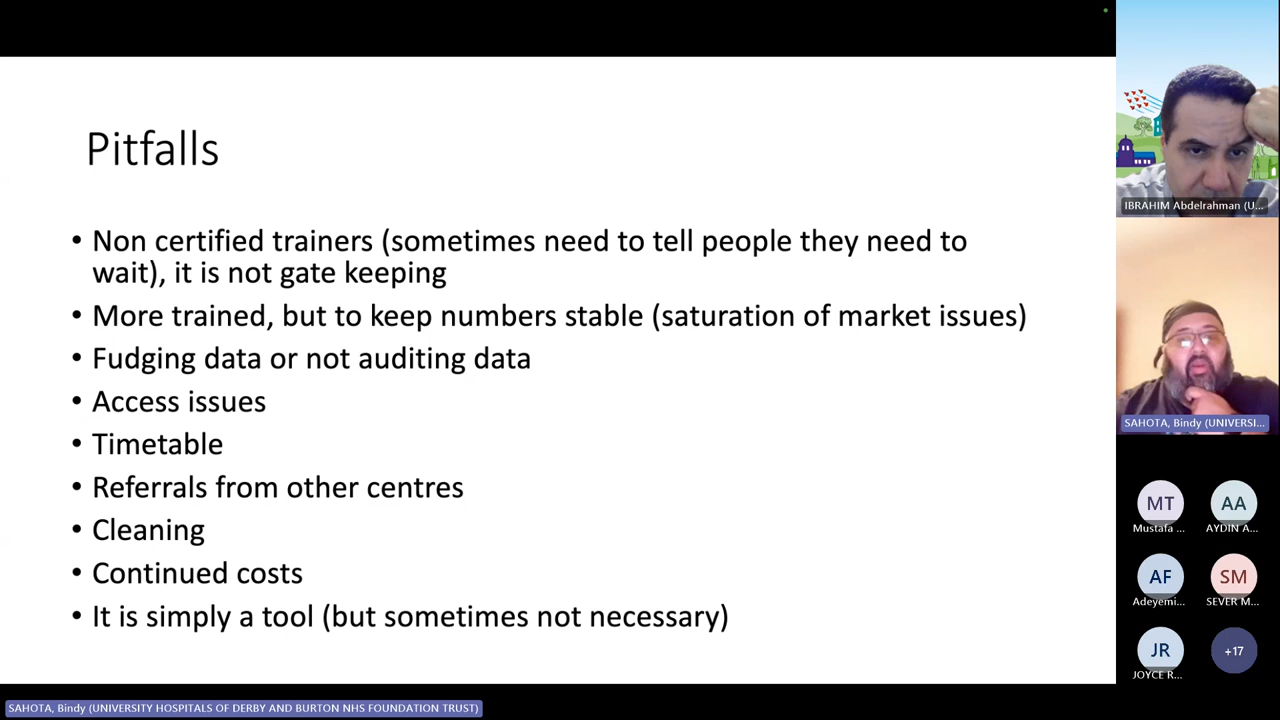 Pitfalls
• Non certified trainers (sometimes need to tell people they need to
wait), it is not gate keeping
• More trained, but to keep numbers stable (saturation of market issues)
• Fudging data or not auditing data
• Access issues
• Timetable
• Referrals from other centres
• Cleaning
• Continued costs
• It is simply a tool (but sometimes not necessary)
IBRAHIM Abdelrahman (U...
SAHOTA, Bindy (UNIVERSI...
MT
Mustafa ...
AA
AYDIN A...
AF
Adeyemi...
SM
SEVER M...
JR
JOYCE R...
+17
SAHOTA, Bindy (UNIVERSITY HOSPITALS OF DERBY AND BURTON NHS FOUNDATION TRUST)